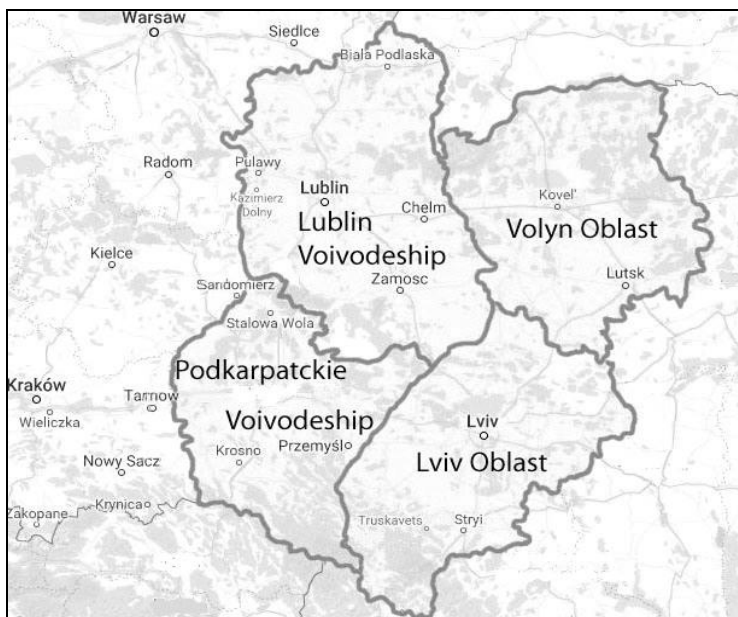 Warsaw
Siedlce
Biala Podlaska
Radom
Pulawy
Kazimierz
Dolny
Lublin
Lublin
Voivodeship
Chelm
Kovel'
Volyn Oblast
Kielce
Zamosc
Lutsk
Sandomierz
Stalowa Wola
Podkarpatckie
Voivodeship
Kraków
Wieliczka
Tarnow
Krosno
Przemyśl
Lviv
Lviv Oblast
Nowy Sacz
Krynica
Zakopane
Truskavets
Stryi